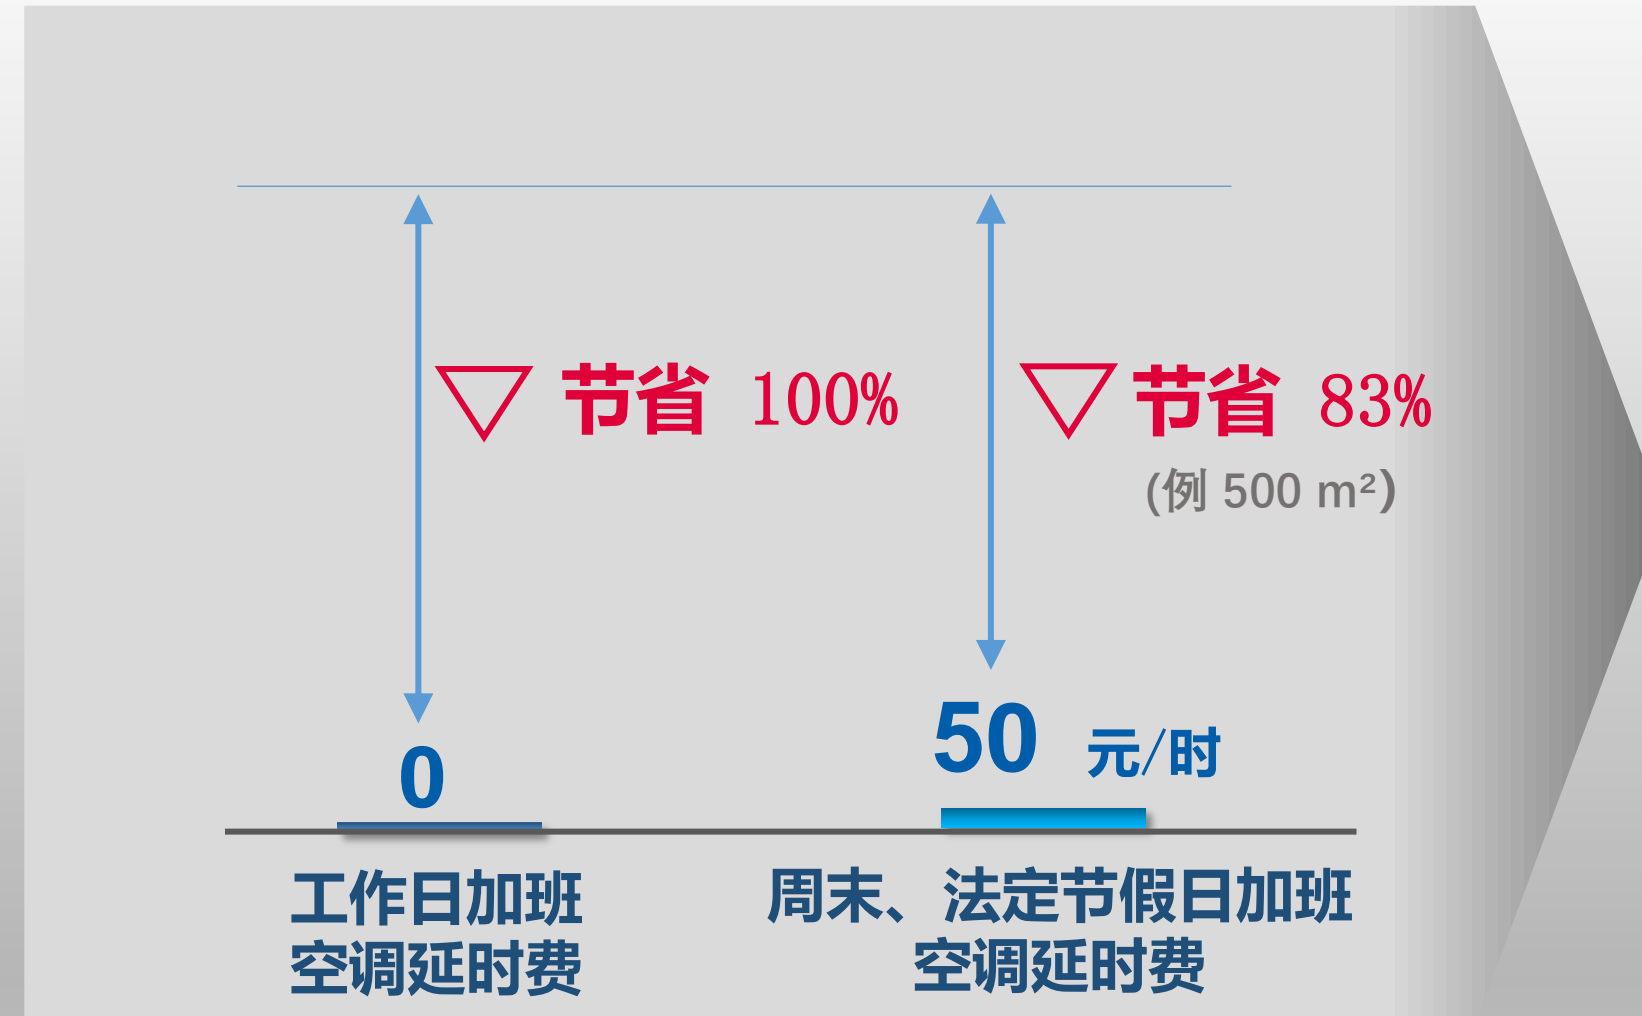 节省 100%
节省 83%
(例 500 m²)
0
50 元/时
工作日加班
空调延时费
周末、法定节假日加班
空调延时费